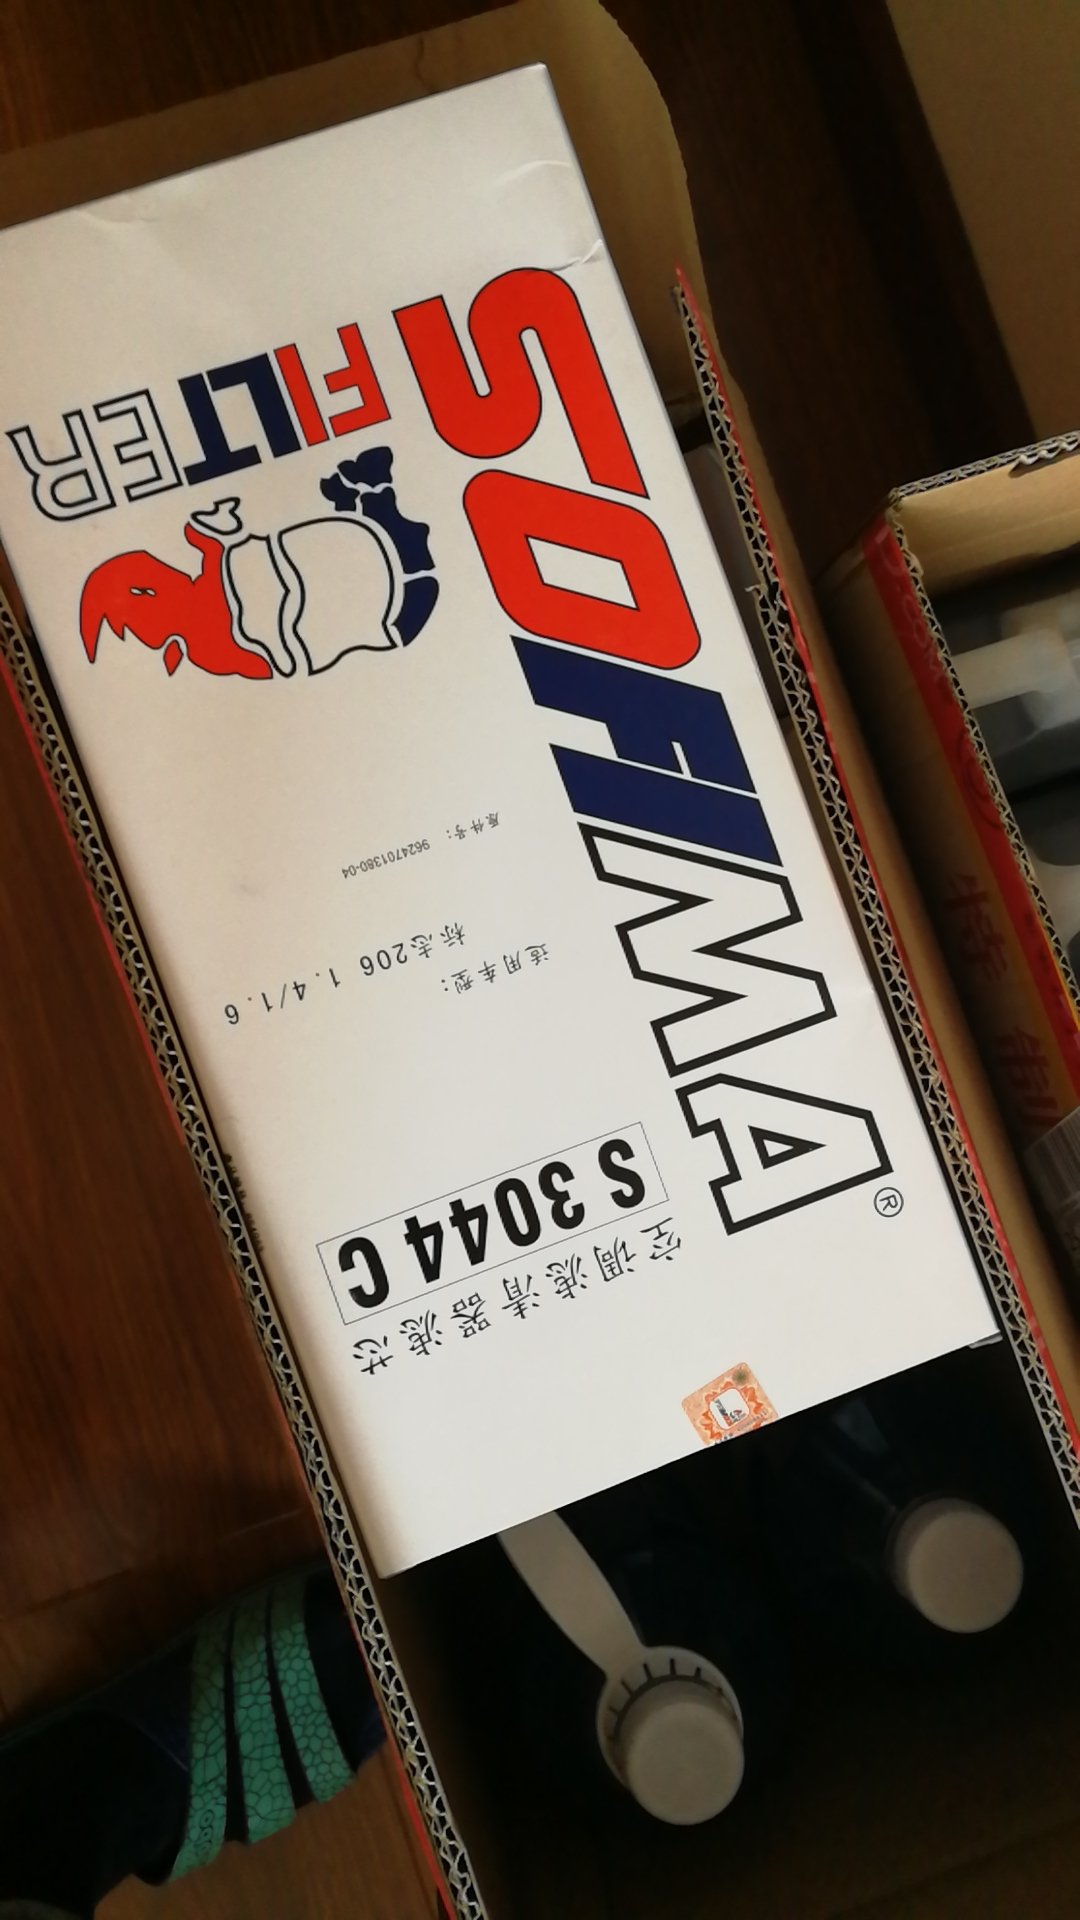 SOFIMA®
FILTER
原件号: 9624701380-04
适用车型:
标志206 1.4/1.6
S 3044 C
空调滤清器滤芯